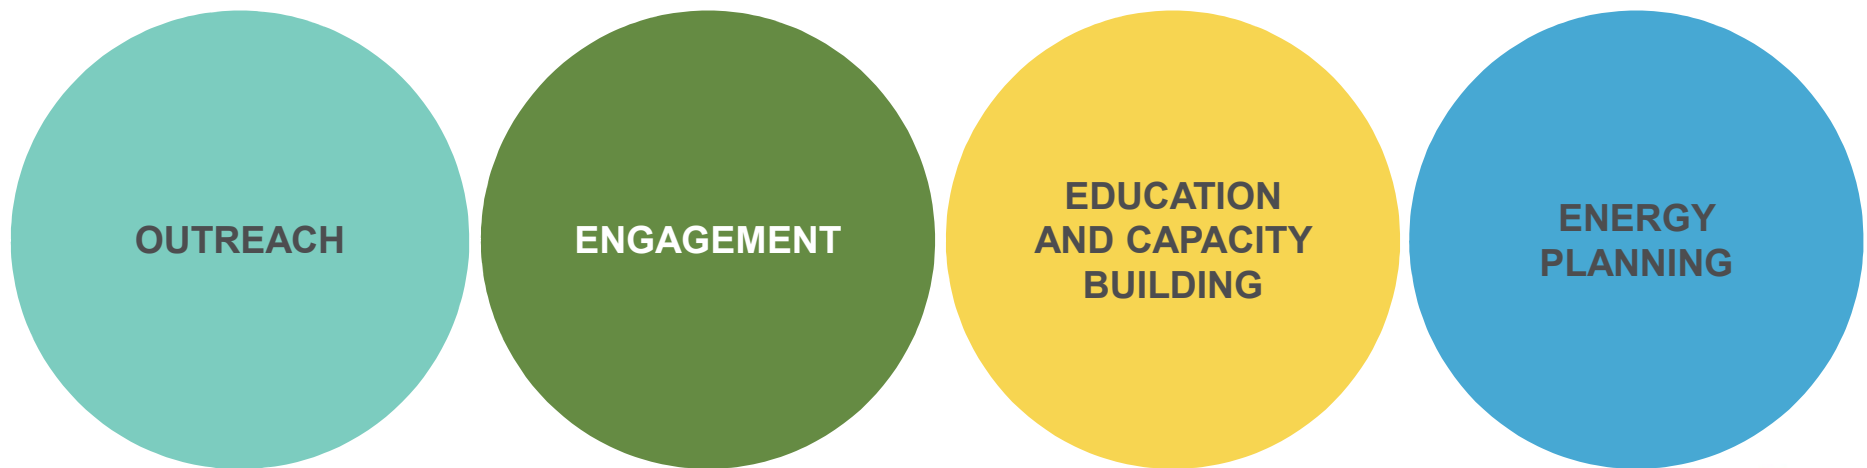 OUTREACH
ENGAGEMENT
EDUCATION
AND CAPACITY
BUILDING
ENERGY
PLANNING